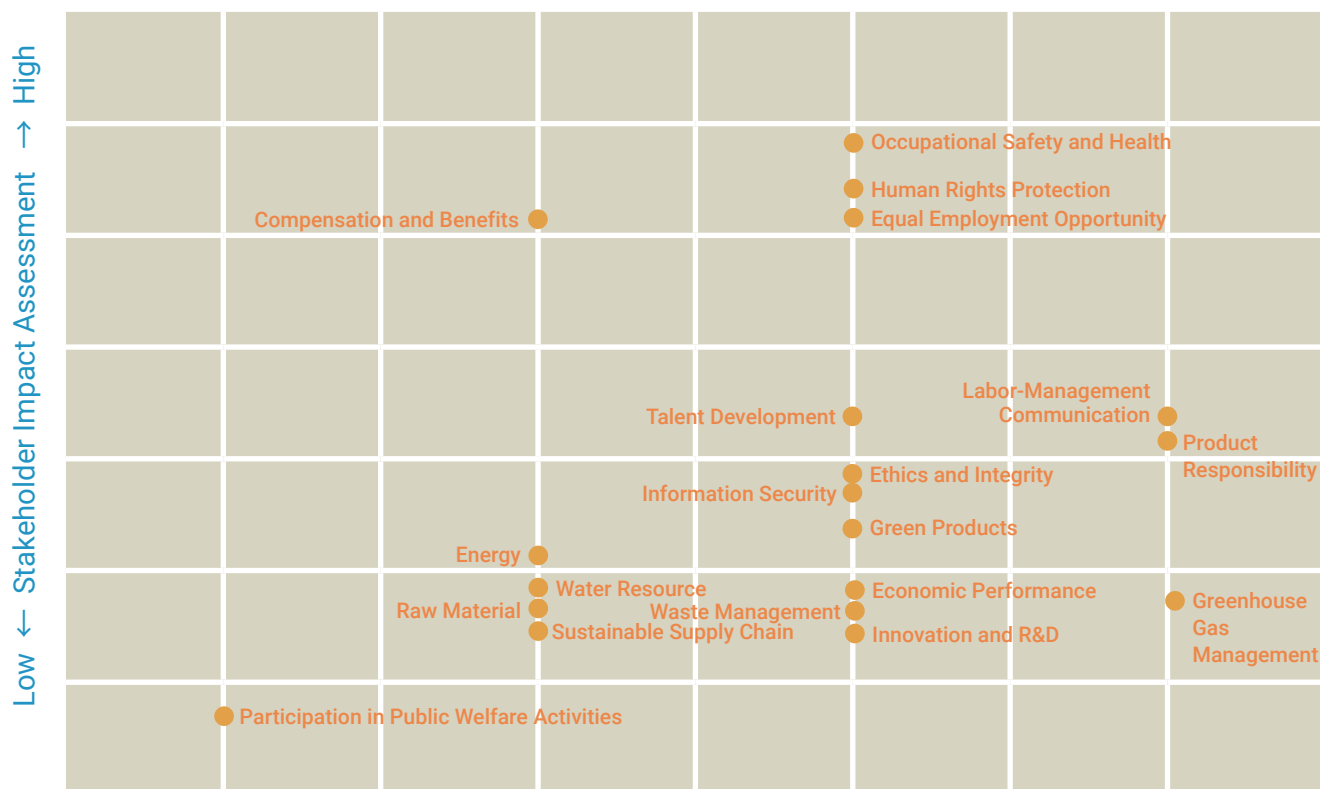 Low ← Stakeholder Impact Assessment → High
Occupational Safety and Health
Human Rights Protection
Compensation and Benefits
Equal Employment Opportunity
Labor-Management
Communication
Talent Development
Product
Responsibility
Ethics and Integrity
Information Security
Green Products
Energy
Water Resource
Economic Performance
Raw Material
Waste Management
Sustainable Supply Chain
Innovation and R&D
Greenhouse
Gas
Management
Participation in Public Welfare Activities